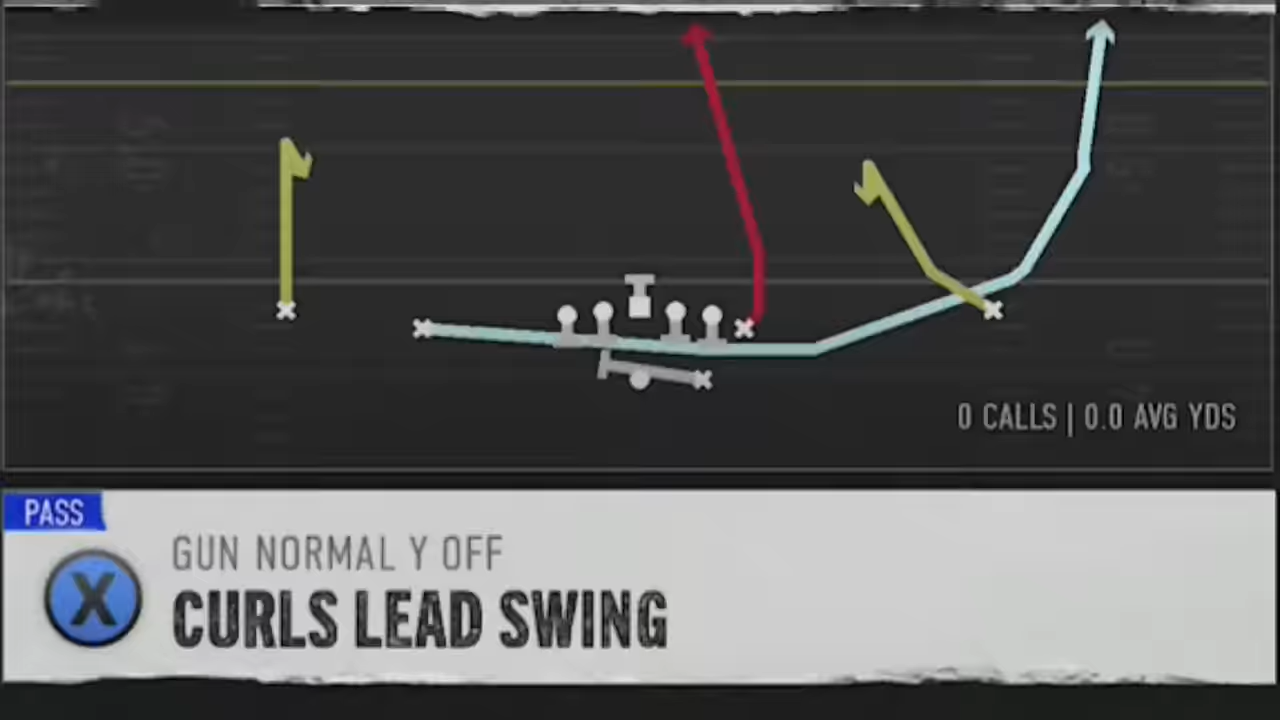 0 CALLS | 0.0 AVG YDS
PASS
GUN NORMAL Y OFF
X
CURLS LEAD SWING